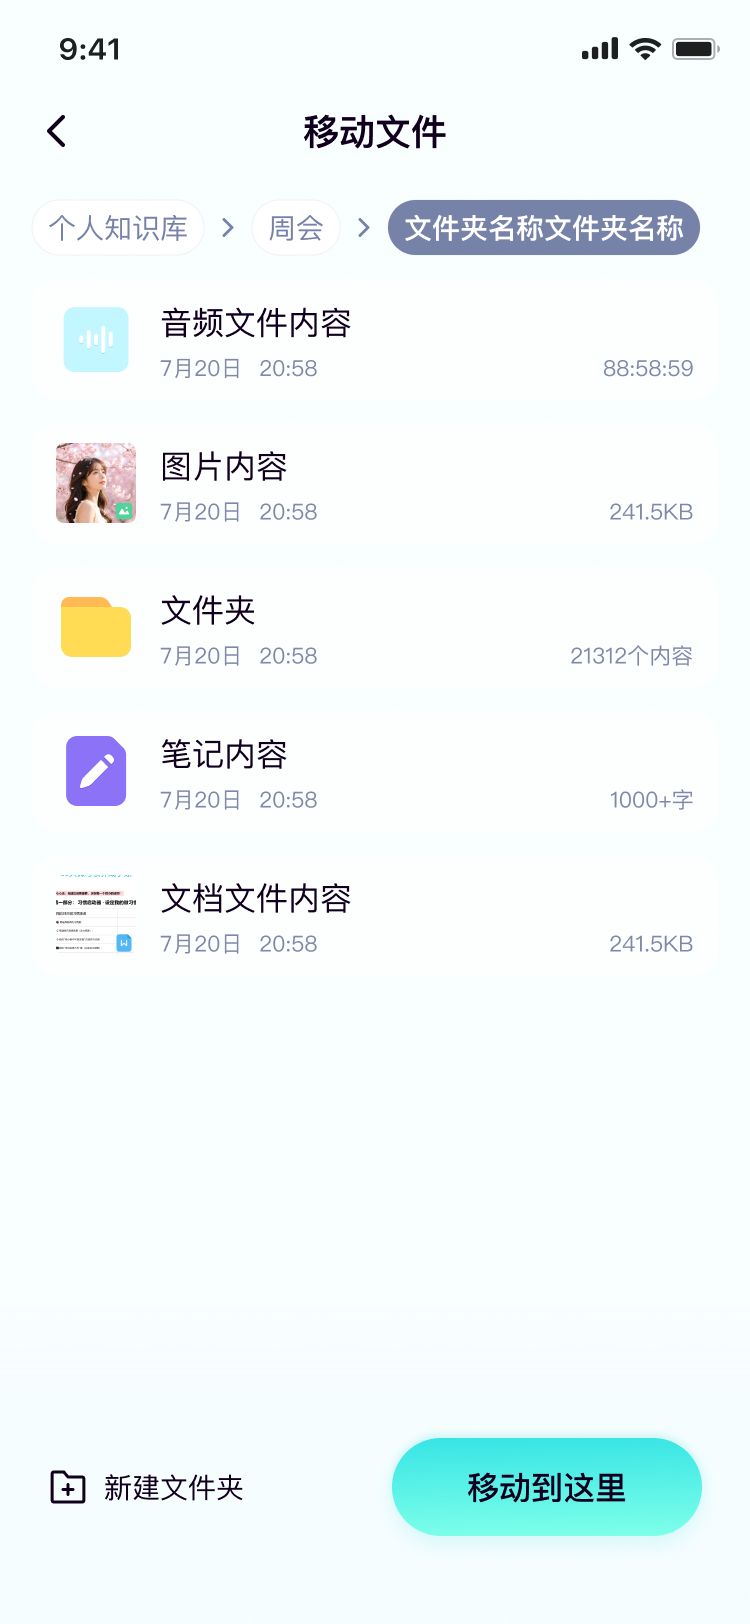 9:41
移动文件
个人知识库 > 周会 > 文件夹名称文件夹名称
音频文件内容
7月20日 20:58 88:58:59
图片内容
7月20日 20:58 241.5KB
文件夹
7月20日 20:58 21312个内容
笔记内容
7月20日 20:58 1000+字
文档文件内容
7月20日 20:58 241.5KB
新建文件夹
移动到这里